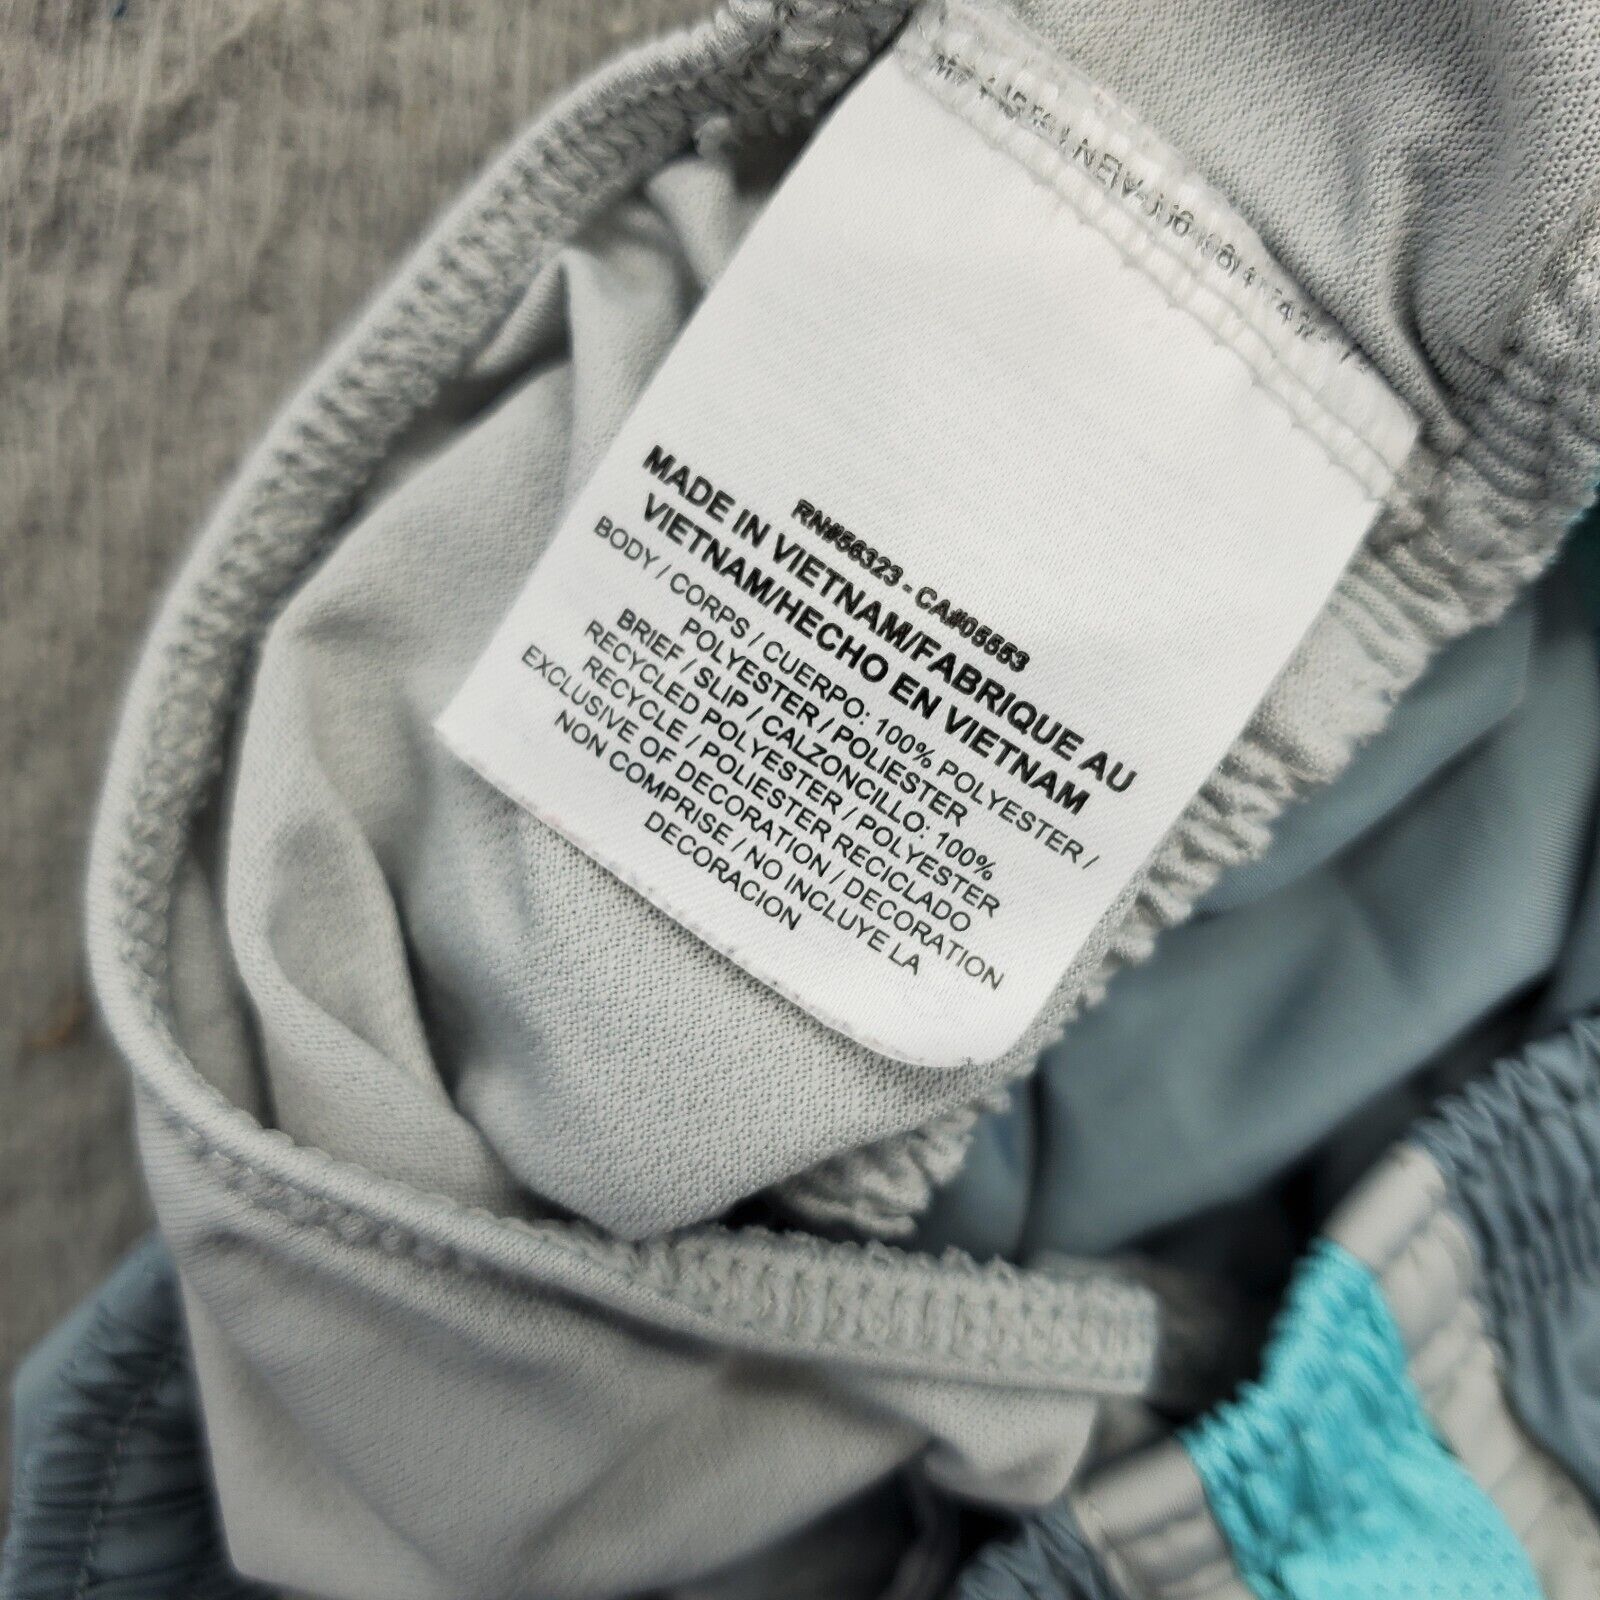 RN#56323 - CA#05553
MADE IN VIETNAM/FABRIQUE AU
VIETNAM/HECHO EN VIETNAM
BODY / CORPS / CUERPO: 100% POLYESTER /
POLYESTER / POLIESTER
BRIEF / SLIP / CALZONCILLO: 100%
RECYCLED POLYESTER / POLYESTER
RECYCLE / POLIESTER RECICLADO
EXCLUSIVE OF DECORATION / DECORATION
NON COMPRISE / NO INCLUYE LA
DECORACION